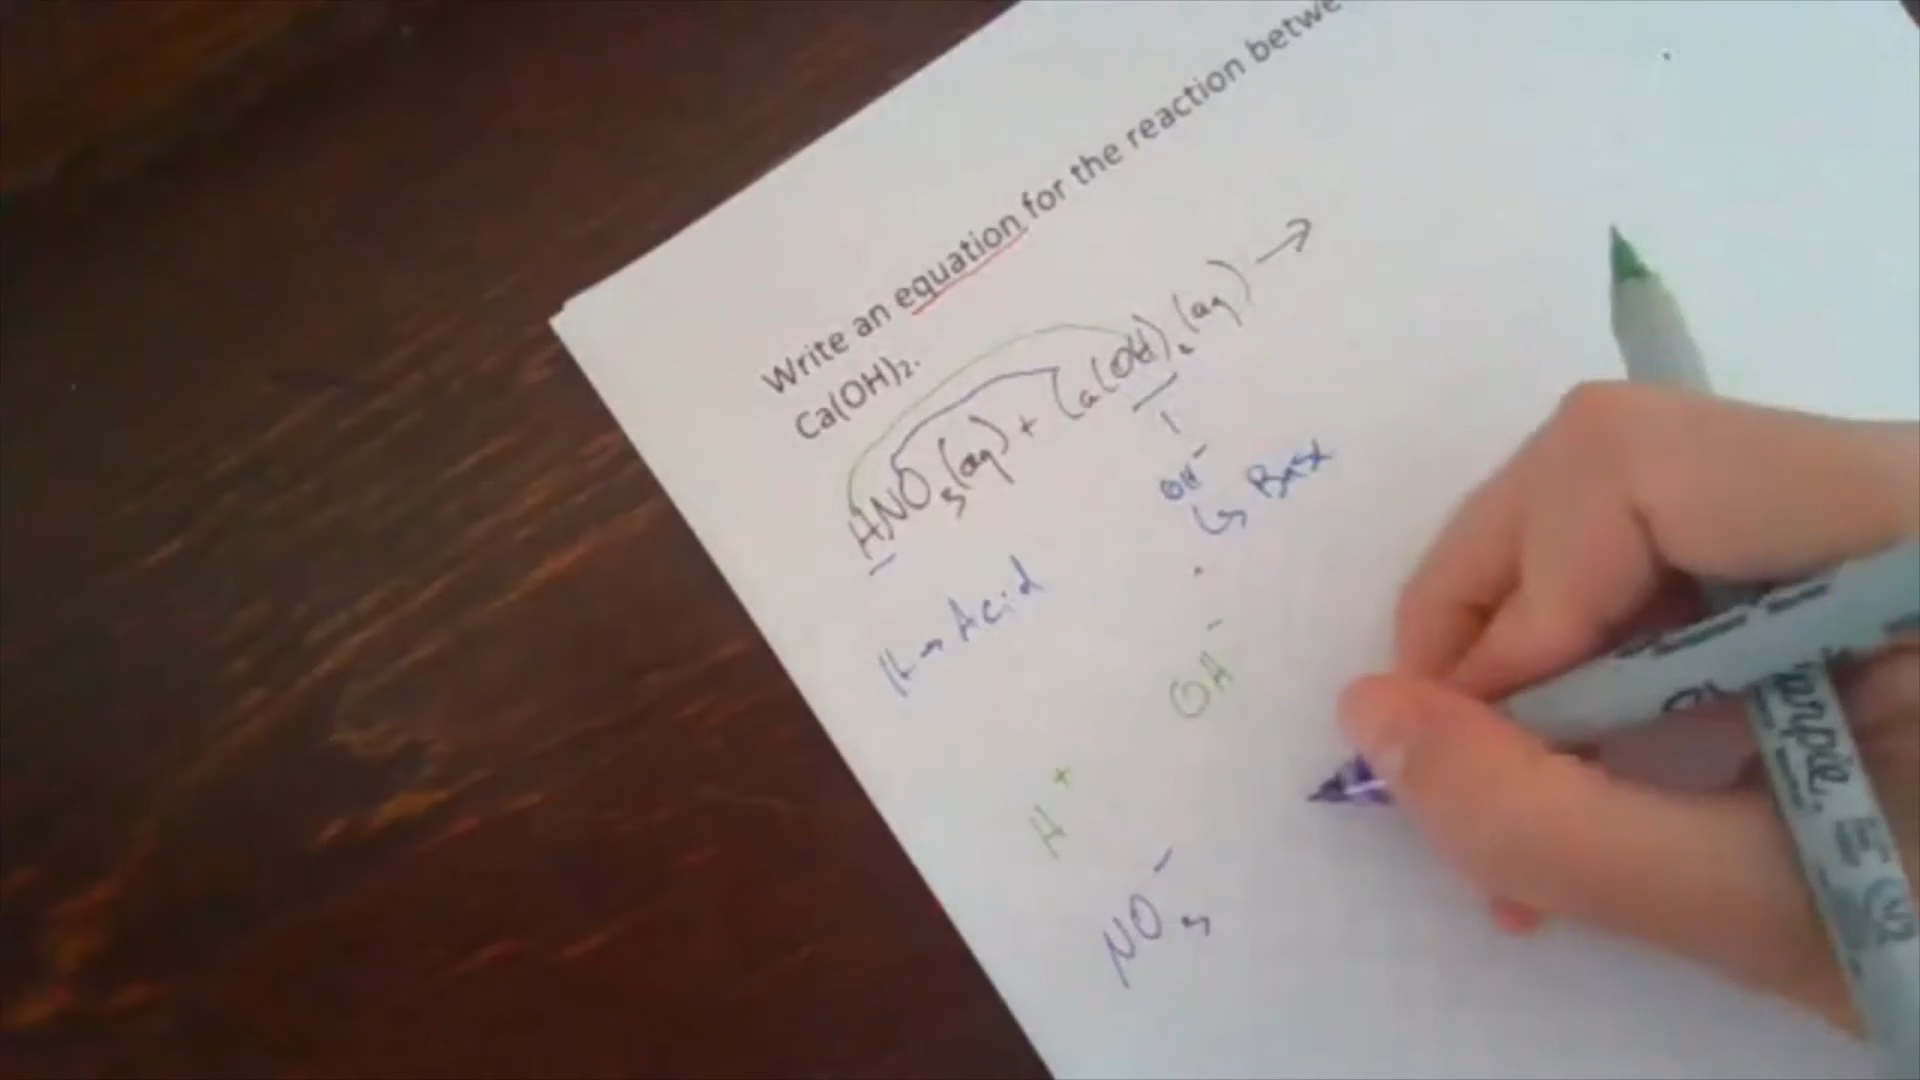 Write an equation for the reaction betwe
Ca(OH)₂.
HNO₃(aq) + Ca(OH)₂(aq) →
OH⁻
H → Acid
↳ Base
OH⁻
H⁺
NO₃⁻
Sharpie